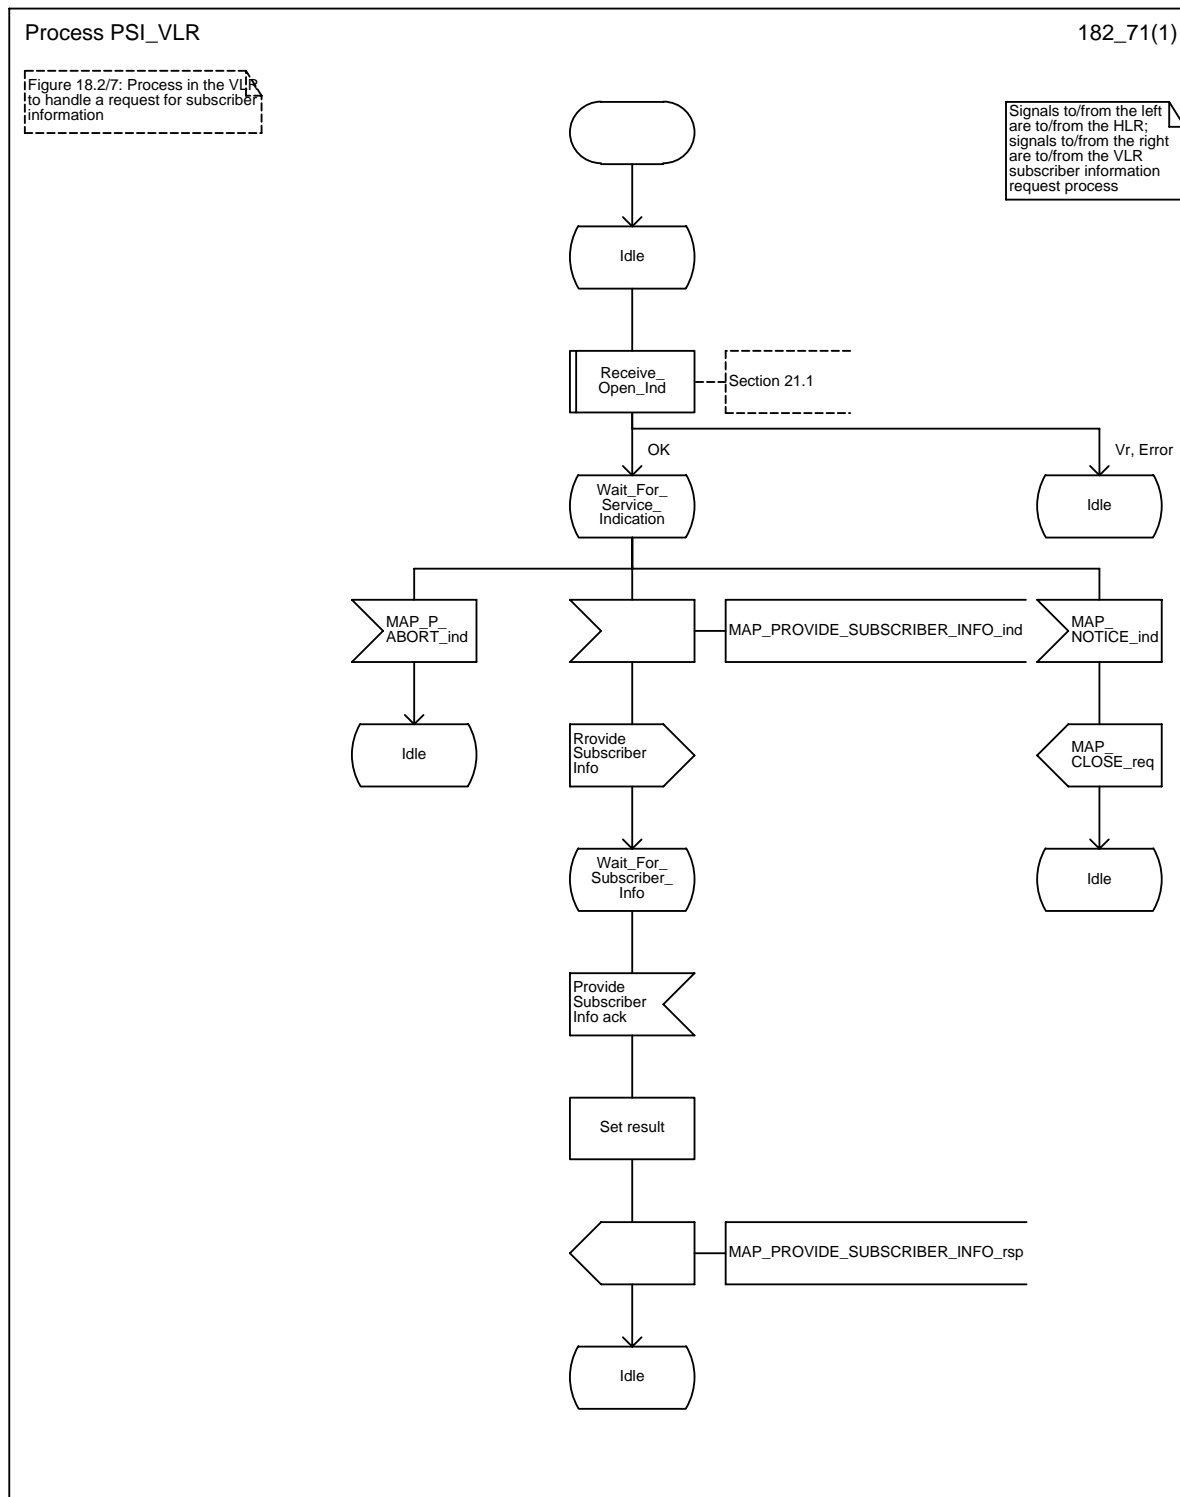 Process PSI_VLR
182_71(1)
Figure 18.2/7: Process in the VLR
to handle a request for subscriber
information
Signals to/from the left
are to/from the HLR;
signals to/from the right
are to/from the VLR
subscriber information
request process
Idle
Receive_
Open_Ind
Section 21.1
OK
Vr, Error
Wait_For_
Service_
Indication
Idle
MAP_P_
ABORT_ind
MAP_PROVIDE_SUBSCRIBER_INFO_ind
MAP_
NOTICE_ind
Idle
Rrovide
Subscriber
Info
MAP_
CLOSE_req
Wait_For_
Subscriber_
Info
Idle
Provide
Subscriber
Info ack
Set result
MAP_PROVIDE_SUBSCRIBER_INFO_rsp
Idle